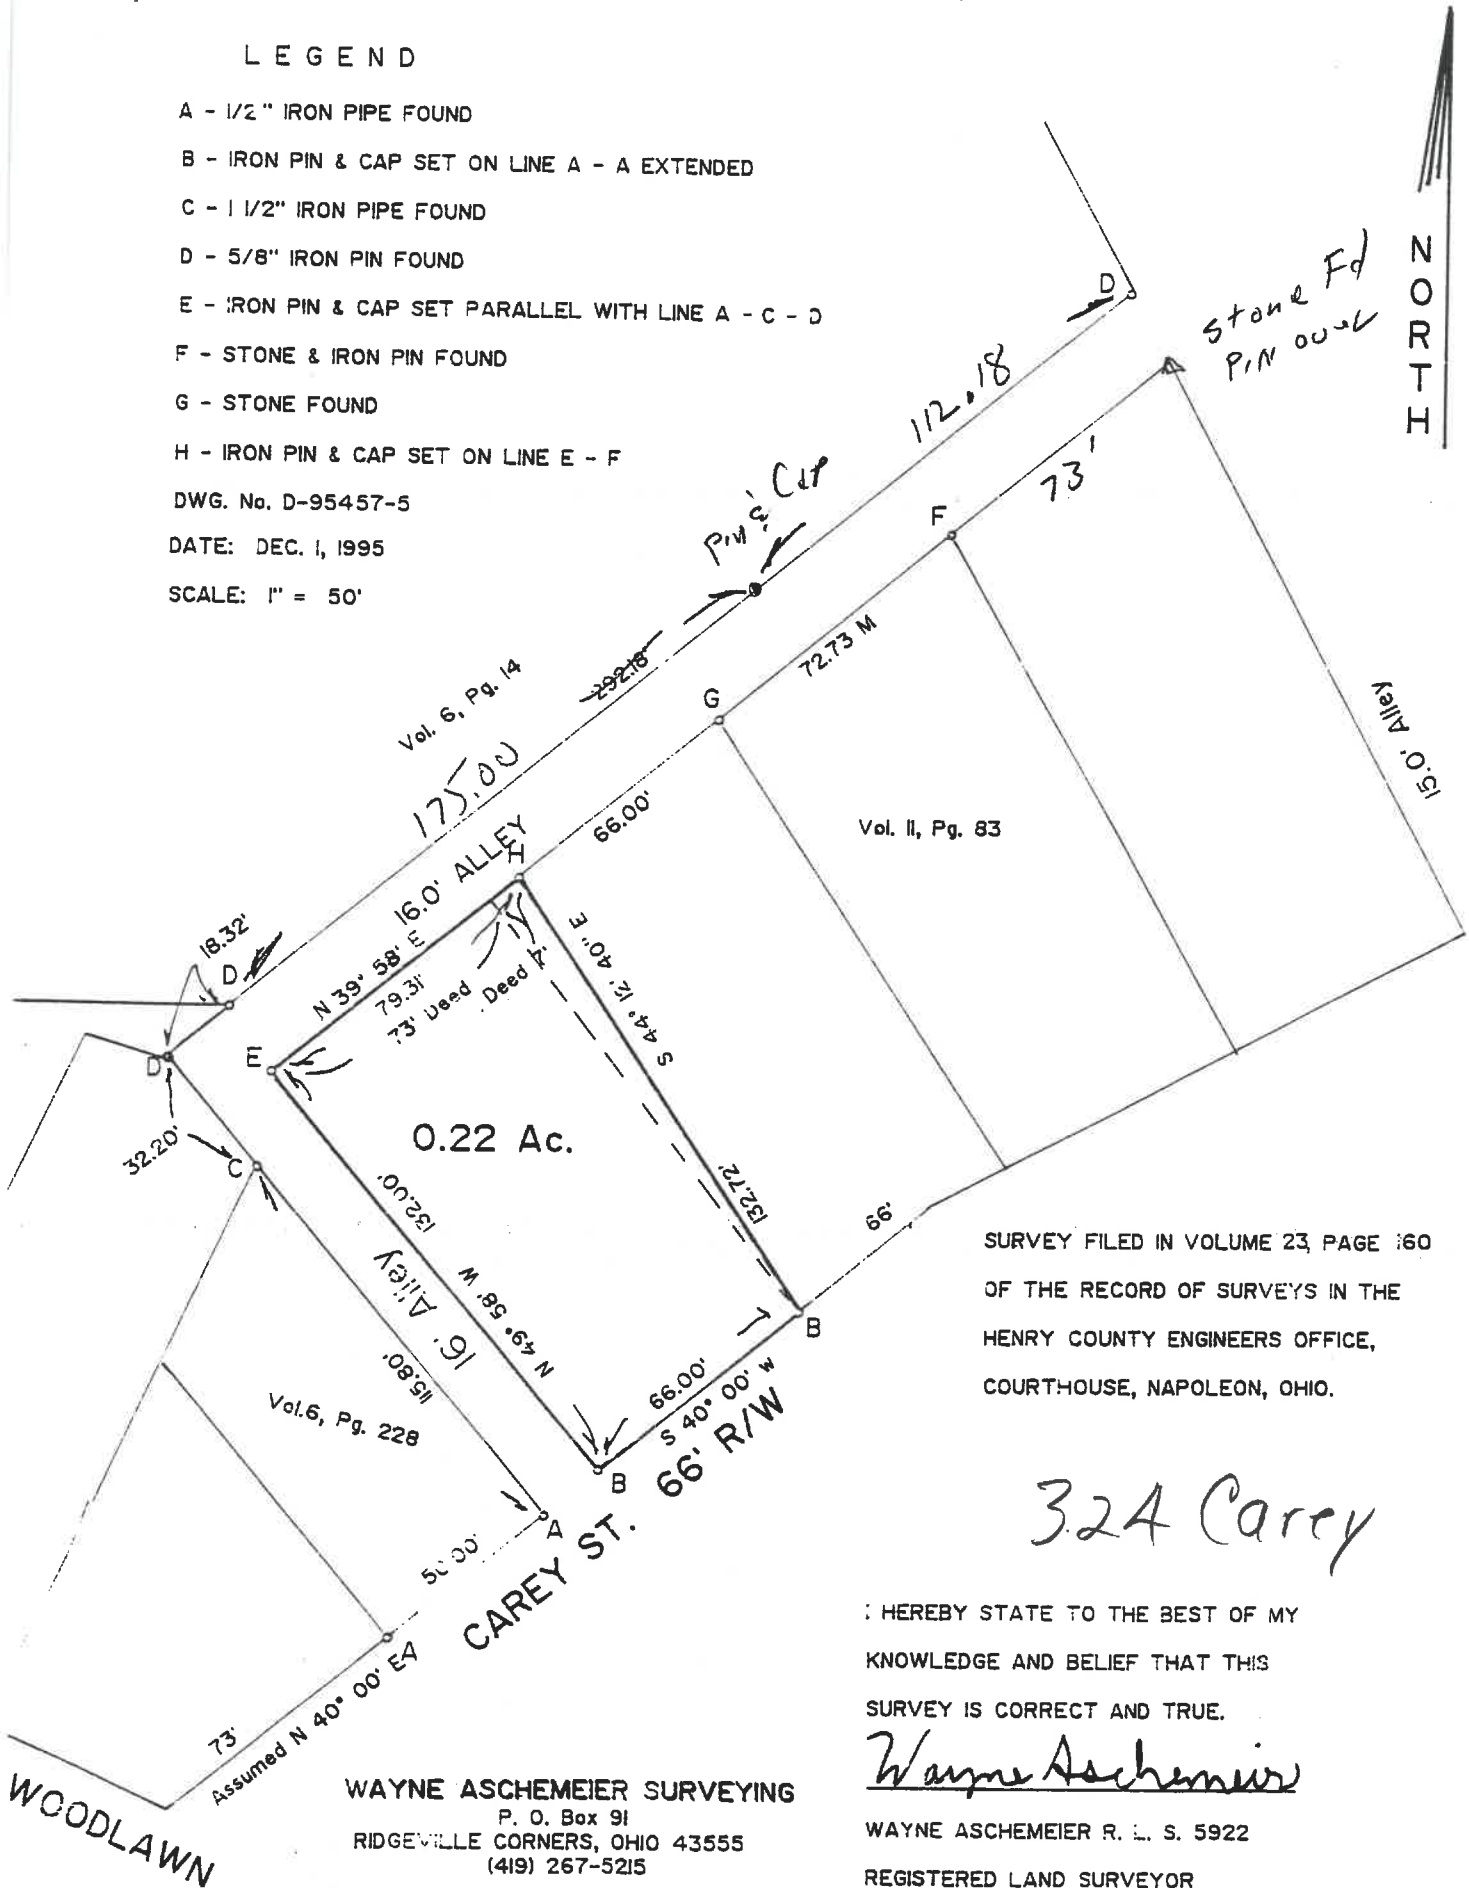 LEGEND
A - 1/2" IRON PIPE FOUND
B - IRON PIN & CAP SET ON LINE A - A EXTENDED
C - 1 1/2" IRON PIPE FOUND
D - 5/8" IRON PIN FOUND
E - IRON PIN & CAP SET PARALLEL WITH LINE A - C - D
F - STONE & IRON PIN FOUND
G - STONE FOUND
H - IRON PIN & CAP SET ON LINE E - F
DWG. No. D-95457-5
DATE: DEC. 1, 1995
SCALE: 1" = 50'
NORTH
D
Stone Fd
PIN over
112.18
73'
Pin & Cap
F
292.18'
72.73 M
G
Vol. 6, Pg. 14
175.00
15.0' Alley
66.00'
Vol. 11, Pg. 83
16.0' ALLEY
H
18.32'
D
N 39° 58' E
79.31'
73' Deed
Deed
S 44° 12' 40" E
E
D
0.22 Ac.
32.20'
C
132.00'
132.72'
66'
16' Alley
N 49° 58' W
115.80'
B
66.00'
S 40° 00' W
66' R/W
Vol.6, Pg. 228
B
A
CAREY ST.
A
73'
Assumed N 40° 00' E
WOODLAWN
SURVEY FILED IN VOLUME 23, PAGE 160
OF THE RECORD OF SURVEYS IN THE
HENRY COUNTY ENGINEERS OFFICE,
COURTHOUSE, NAPOLEON, OHIO.
324 Carey
I HEREBY STATE TO THE BEST OF MY
KNOWLEDGE AND BELIEF THAT THIS
SURVEY IS CORRECT AND TRUE.
Wayne Aschemeier
WAYNE ASCHEMEIER R. L. S. 5922
REGISTERED LAND SURVEYOR
WAYNE ASCHEMEIER SURVEYING
P. O. Box 91
RIDGEVILLE CORNERS, OHIO 43555
(419) 267-5215